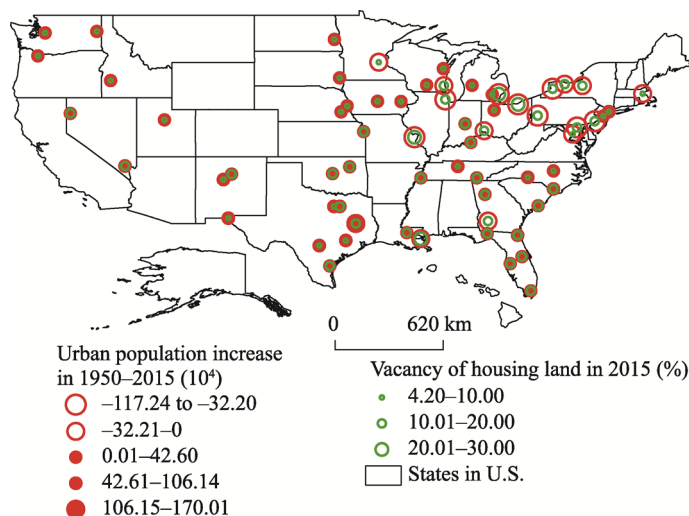 0 620 km
Urban population increase
in 1950–2015 (10⁴)
–117.24 to –32.20
–32.21–0
0.01–42.60
42.61–106.14
106.15–170.01
Vacancy of housing land in 2015 (%)
4.20–10.00
10.01–20.00
20.01–30.00
States in U.S.